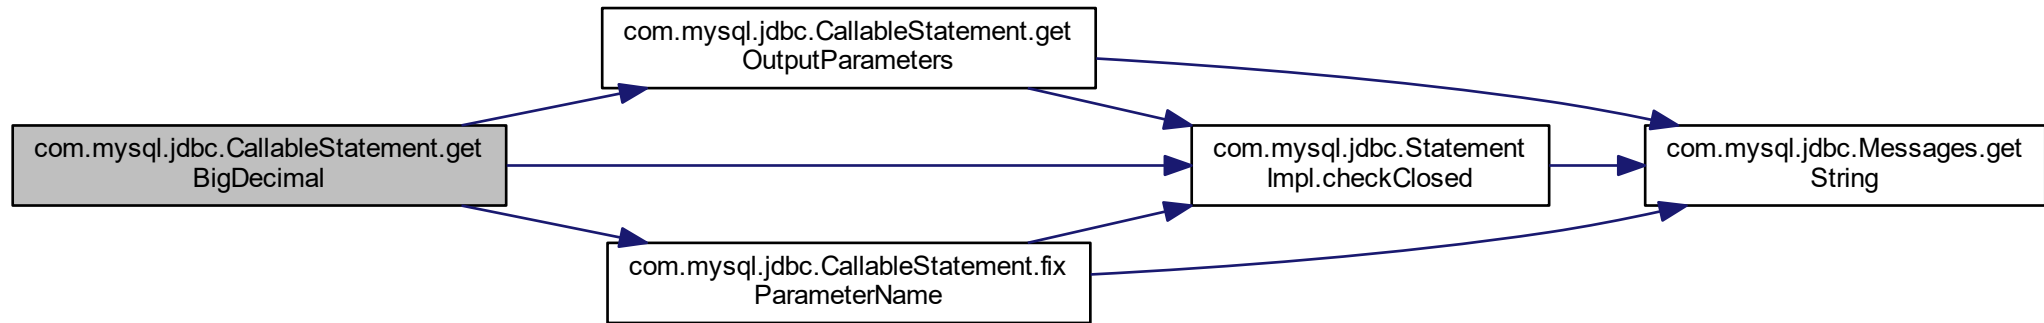 com.mysql.jdbc.CallableStatement.get
OutputParameters
com.mysql.jdbc.CallableStatement.get
BigDecimal
com.mysql.jdbc.Statement
Impl.checkClosed
com.mysql.jdbc.Messages.get
String
com.mysql.jdbc.CallableStatement.fix
ParameterName